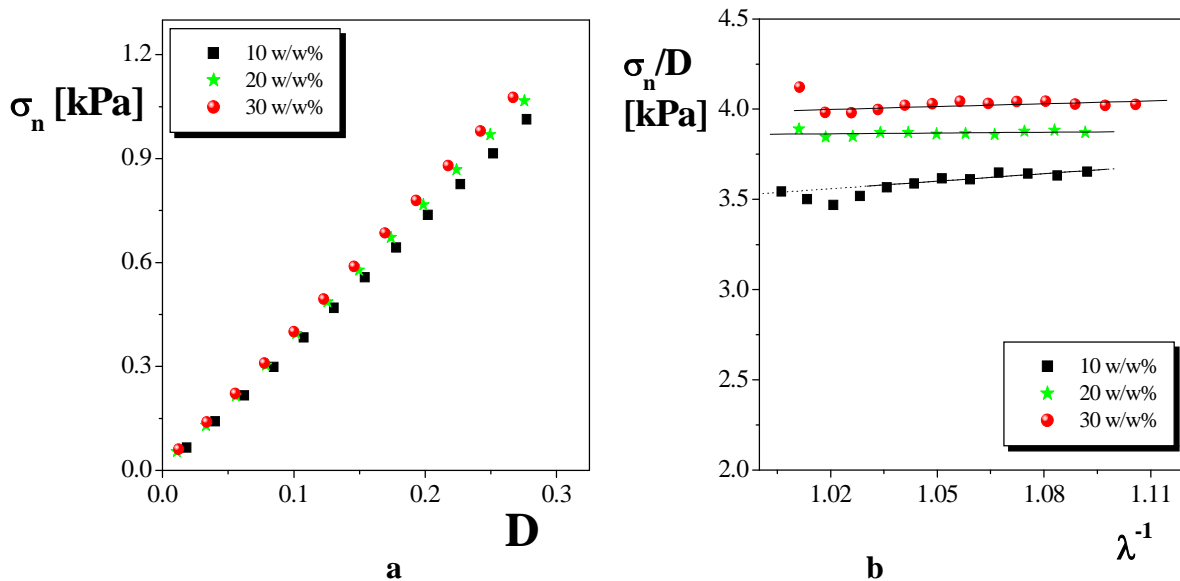 1.2
0.9
0.6
0.3
0.0
σn [kPa]
10 w/w%
20 w/w%
30 w/w%
0.0 0.1 0.2 0.3
D
a
4.5
4.0
3.5
3.0
2.5
2.0
σn/D
[kPa]
10 w/w%
20 w/w%
30 w/w%
1.02 1.05 1.08 1.11
λ-1
b